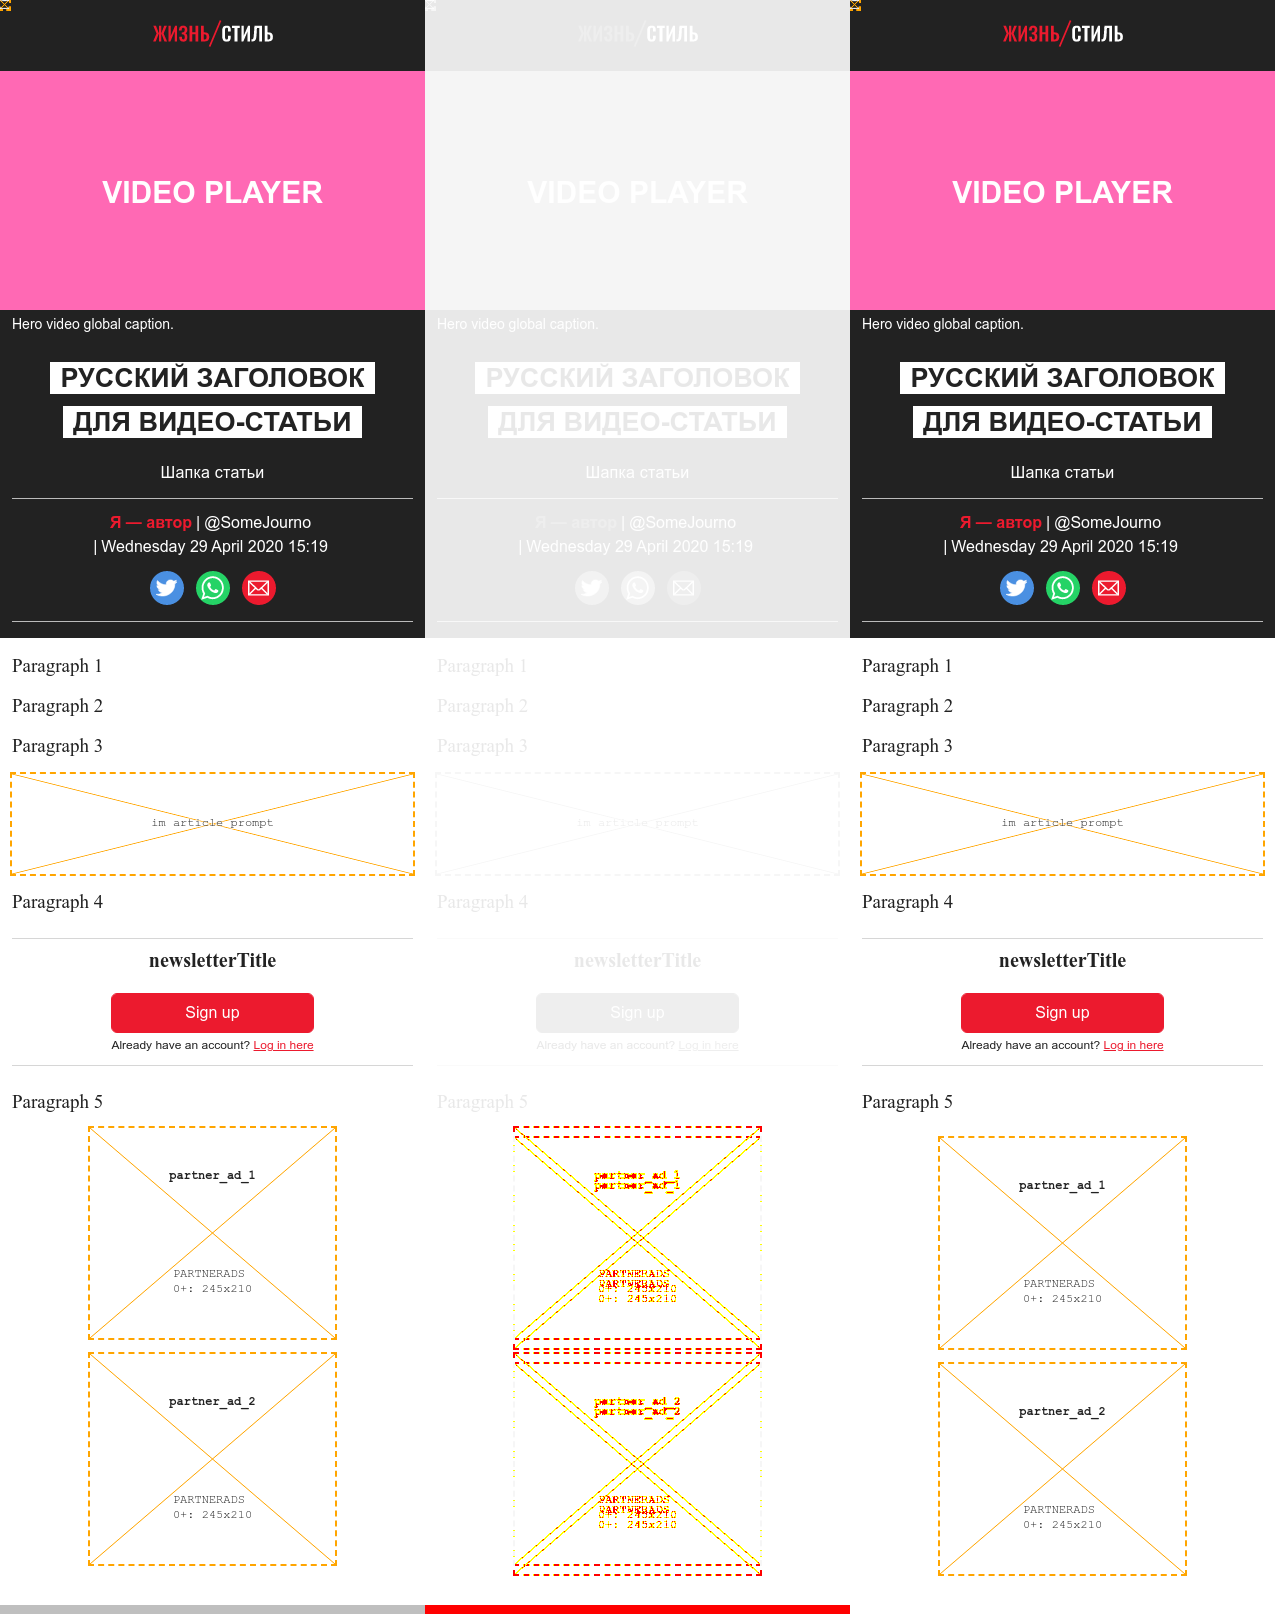 ЖИЗНЬ/СТИЛЬ
VIDEO PLAYER
Hero video global caption.
РУССКИЙ ЗАГОЛОВОК
ДЛЯ ВИДЕО-СТАТЬИ
Шапка статьи
Я — автор | @SomeJourno
| Wednesday 29 April 2020 15:19
Paragraph 1
Paragraph 2
Paragraph 3
im article prompt
Paragraph 4
newsletterTitle
Sign up
Already have an account? Log in here
Paragraph 5
partner_ad_1
PARTNERADS
0+: 245x210
partner_ad_2
PARTNERADS
0+: 245x210
ЖИЗНЬ/СТИЛЬ
VIDEO PLAYER
Hero video global caption.
РУССКИЙ ЗАГОЛОВОК
ДЛЯ ВИДЕО-СТАТЬИ
Шапка статьи
Я — автор | @SomeJourno
| Wednesday 29 April 2020 15:19
Paragraph 1
Paragraph 2
Paragraph 3
im article prompt
Paragraph 4
newsletterTitle
Sign up
Already have an account? Log in here
Paragraph 5
partner_ad_1
partner_ad_1
PARTNERADS
PARTNERADS
0+: 245x210
0+: 245x210
partner_ad_2
partner_ad_2
PARTNERADS
PARTNERADS
0+: 245x210
0+: 245x210
ЖИЗНЬ/СТИЛЬ
VIDEO PLAYER
Hero video global caption.
РУССКИЙ ЗАГОЛОВОК
ДЛЯ ВИДЕО-СТАТЬИ
Шапка статьи
Я — автор | @SomeJourno
| Wednesday 29 April 2020 15:19
Paragraph 1
Paragraph 2
Paragraph 3
im article prompt
Paragraph 4
newsletterTitle
Sign up
Already have an account? Log in here
Paragraph 5
partner_ad_1
PARTNERADS
0+: 245x210
partner_ad_2
PARTNERADS
0+: 245x210